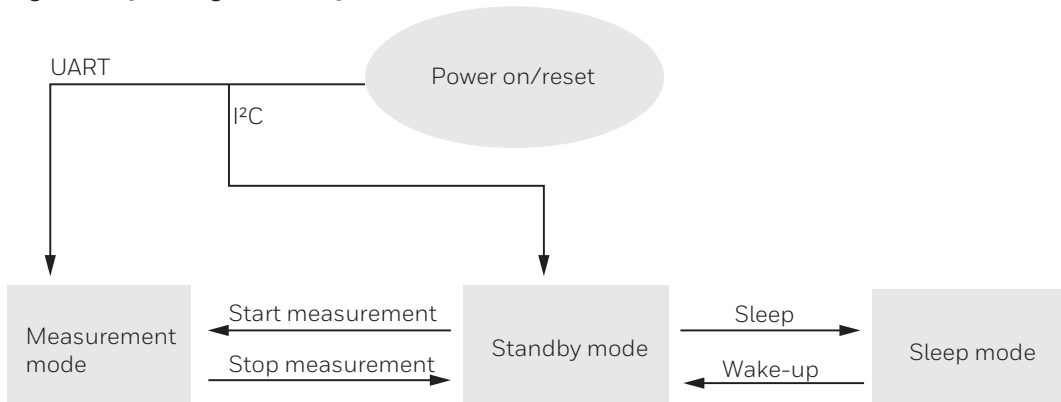 Power on/reset
UART
I²C
Measurement
mode
Start measurement
Stop measurement
Standby mode
Sleep
Wake-up
Sleep mode